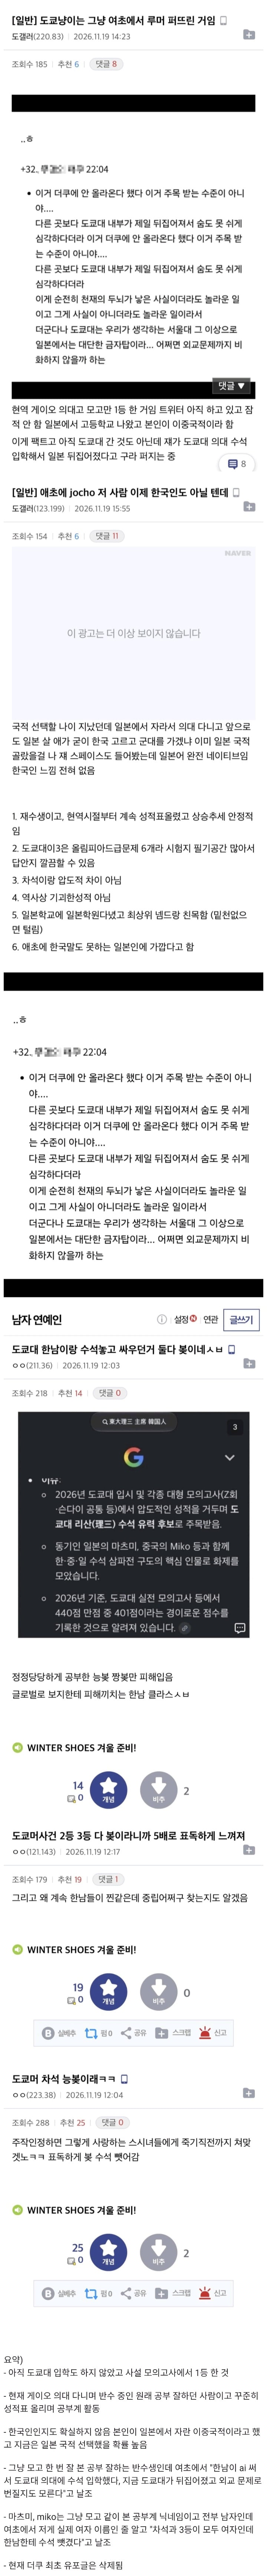 [일반] 도쿄냥이는 그냥 여초에서 루머 퍼뜨린 거임
도갤러(220.83) | 2026.11.19 14:23
조회수 185 | 추천 6 | 댓글 8
..ㅎ
+32., 22:04
• 이거 더쿠에 안 올라온다 했다 이거 주목 받는 수준이 아니
야....
다른 곳보다 도쿄대 내부가 제일 뒤집어져서 숨도 못 쉬게
심각하다더라 이거 더쿠에 안 올라온다 했다 이거 주목 받
는 수준이 아니야....
다른 곳보다 도쿄대 내부가 제일 뒤집어져서 숨도 못 쉬게
심각하다더라
이게 순전히 천재의 두뇌가 낳은 사실이더라도 놀라운 일
이고 그게 사실이 아니더라도 놀라운 일이라서
더군다나 도쿄대는 우리가 생각하는 서울대 그 이상으로
일본에서는 대단한 금자탑이라... 어쩌면 외교문제까지 비
화하지 않을까 하는
댓글 ▼
현역 게이오 의대고 모고만 1등 한 거임 트위터 아직 하고 있고 잠
적 안 함 일본에서 고등학교 나왔고 본인이 이중국적이라 함
이게 팩트고 아직 도쿄대 간 것도 아닌데 쟤가 도쿄대 의대 수석
입학해서 일본 뒤집어졌다고 구라 퍼지는 중
8
[일반] 애초에 jocho 저 사람 이제 한국인도 아닐 텐데
도갤러(123.199) | 2026.11.19 15:55
조회수 154 | 추천 6 | 댓글 11
NAVER
이 광고는 더 이상 보이지 않습니다
국적 선택할 나이 지났던데 일본에서 자라서 의대 다니고 앞으로
도 일본 살 애가 굳이 한국 고르고 군대를 가겠냐 이미 일본 국적
골랐을걸 나 쟤 스페이스도 들어봤는데 일본어 완전 네이티브임
한국인 느낌 전혀 없음
1. 재수생이고, 현역시절부터 계속 성적표올렸고 상승추세 안정적
임
2. 도쿄대이3은 올림피아드급문제 6개라 시험지 필기공간 많아서
답안지 깔끔할 수 있음
3. 차석이랑 압도적 차이 아님
4. 역사상 기괴한성적 아님
5. 일본학교에 일본학원다녔고 최상위 넴드랑 친목함 (밑천없으
면 털림)
6. 애초에 한국말도 못하는 일본인에 가깝다고 함
..ㅎ
+32., 22:04
• 이거 더쿠에 안 올라온다 했다 이거 주목 받는 수준이 아니
야....
다른 곳보다 도쿄대 내부가 제일 뒤집어져서 숨도 못 쉬게
심각하다더라 이거 더쿠에 안 올라온다 했다 이거 주목 받
는 수준이 아니야....
다른 곳보다 도쿄대 내부가 제일 뒤집어져서 숨도 못 쉬게
심각하다더라
이게 순전히 천재의 두뇌가 낳은 사실이더라도 놀라운 일
이고 그게 사실이 아니더라도 놀라운 일이라서
더군다나 도쿄대는 우리가 생각하는 서울대 그 이상으로
일본에서는 대단한 금자탑이라... 어쩌면 외교문제까지 비
화하지 않을까 하는
남자 연예인
설정 N 연관 글쓰기
도쿄대 한남이랑 수석놓고 싸우던거 둘다 봊이네ㅅㅂ
ㅇㅇ(211.36) | 2026.11.19 12:03
조회수 218 | 추천 14 | 댓글 0
東大理三 主席 韓国人
3
• 이유:
○ 2026년 도쿄대 입시 및 각종 대형 모의고사(Z회
·슨다이 공통 등)에서 압도적인 성적을 거두며 도
쿄대 리산(理三) 수석 유력 후보로 주목받음.
○ 동기인 일본의 마츠미, 중국의 Miko 등과 함께
한·중·일 수석 삼파전 구도의 핵심 인물로 화제를
모았습니다.
○ 2026년 기준, 도쿄대 실전 모의고사 등에서
440점 만점 중 401점이라는 경이로운 점수를
기록한 것으로 알려져 있습니다.
정정당당하게 공부한 능봊 짱봊만 피해입음
글로벌로 보지한테 피해끼치는 한남 클라스ㅅㅂ
WINTER SHOES 겨울 준비!
14
0
개념
비추
2
도쿄머사건 2등 3등 다 봊이라니까 5배로 표독하게 느껴져
ㅇㅇ(121.143) | 2026.11.19 12:17
조회수 179 | 추천 19 | 댓글 1
그리고 왜 계속 한남들이 찐같은데 중립어쩌구 찾는지도 알겠음
WINTER SHOES 겨울 준비!
19
0
개념
비추
0
실베추 핌 0 공유 스크랩 신고
도쿄머 차석 능봊이래ㅋㅋ
ㅇㅇ(223.38) | 2026.11.19 12:04
조회수 288 | 추천 25 | 댓글 0
주작인정하면 그렇게 사랑하는 스시녀들에게 죽기직전까지 쳐맞
겟노ㅋㅋ 표독하게 봊 수석 뺏어감
WINTER SHOES 겨울 준비!
25
0
개념
비추
2
실베추 핌 0 공유 스크랩 신고
요약)
- 아직 도쿄대 입학도 하지 않았고 사설 모의고사에서 1등 한 것
- 현재 게이오 의대 다니며 반수 중인 원래 공부 잘하던 사람이고 꾸준히
성적표 올리며 공부계 활동
- 한국인인지도 확실하지 않음 본인이 일본에서 자란 이중국적이라고 했
고 지금은 일본 국적 선택했을 확률 높음
- 그냥 모고 한 번 잘 본 공부 잘하는 반수생인데 여초에서 "한남이 ai 써
서 도쿄대 의대에 수석 입학했다, 지금 도쿄대가 뒤집어졌고 외교 문제로
번질지도 모른다"고 날조
- 마츠미, miko는 그냥 모고 같이 본 공부계 닉네임이고 전부 남자인데
여초에서 저게 실제 여자 이름인 줄 알고 "차석과 3등이 모두 여자인데
한남한테 수석 뺏겼다"고 날조
- 현재 더쿠 최초 유포글은 삭제됨